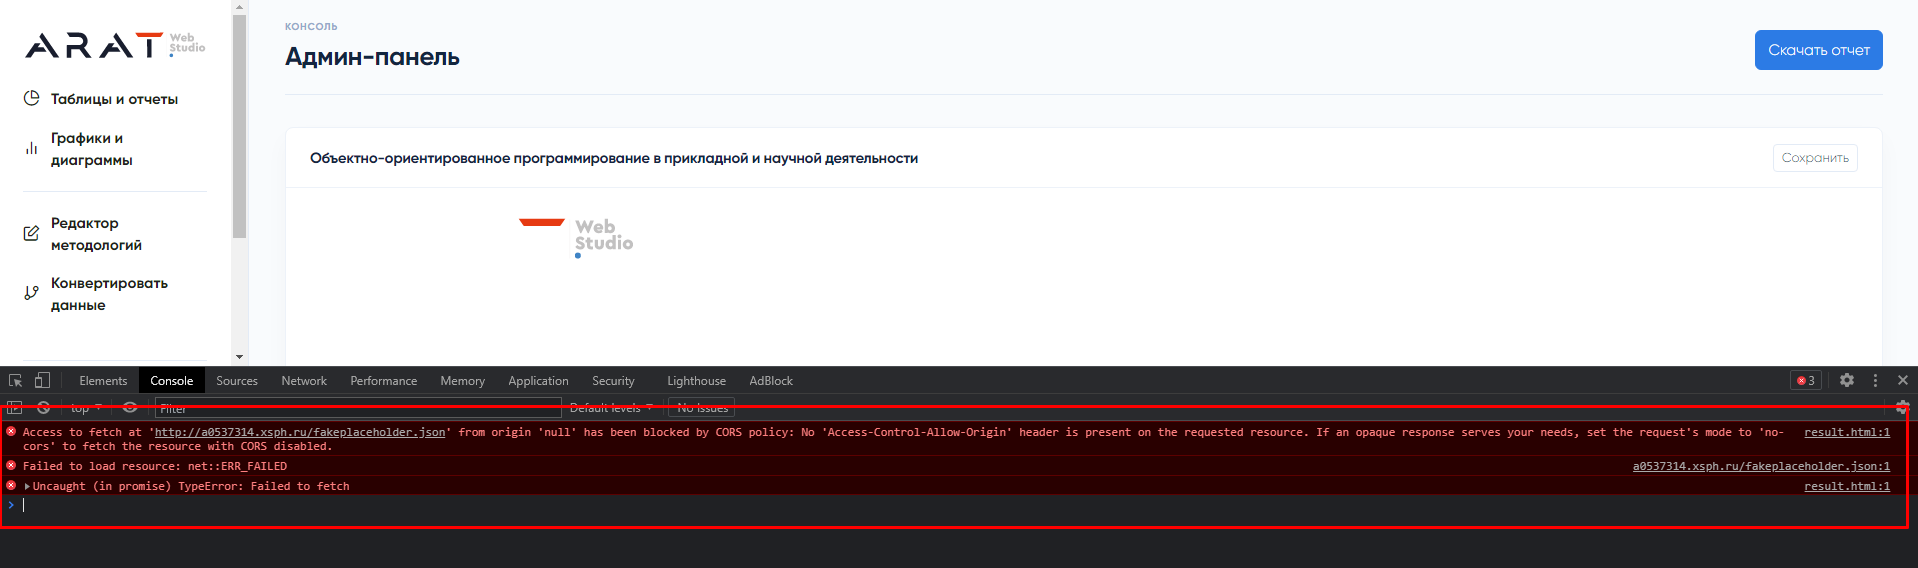 ARAT Web Studio
Таблицы и отчеты
Графики и
диаграммы
Редактор
методологий
Конвертировать
данные
КОНСОЛЬ
Админ-панель
Скачать отчет
Объектно-ориентированное программирование в прикладной и научной деятельности
Сохранить
Web
Studio
Elements Console Sources Network Performance Memory Application Security Lighthouse AdBlock 3
top Filter Default levels No Issues
Access to fetch at 'http://a0537314.xsph.ru/fakeplaceholder.json' from origin 'null' has been blocked by CORS policy: No 'Access-Control-Allow-Origin' header is present on the requested resource. If an opaque response serves your needs, set the request's mode to 'no- result.html:1
cors' to fetch the resource with CORS disabled.
Failed to load resource: net::ERR_FAILED a0537314.xsph.ru/fakeplaceholder.json:1
Uncaught (in promise) TypeError: Failed to fetch result.html:1